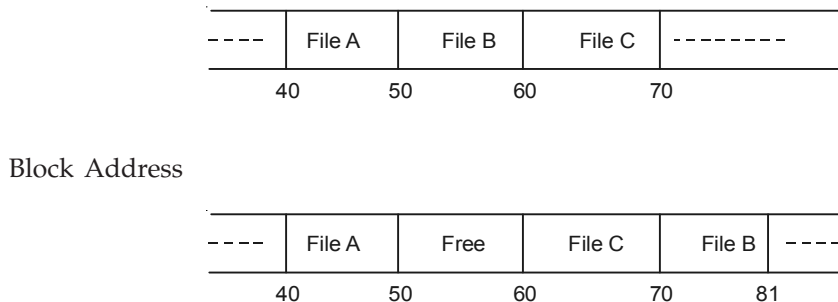 File A File B File C
40 50 60 70
Block Address
File A Free File C File B
40 50 60 70 81